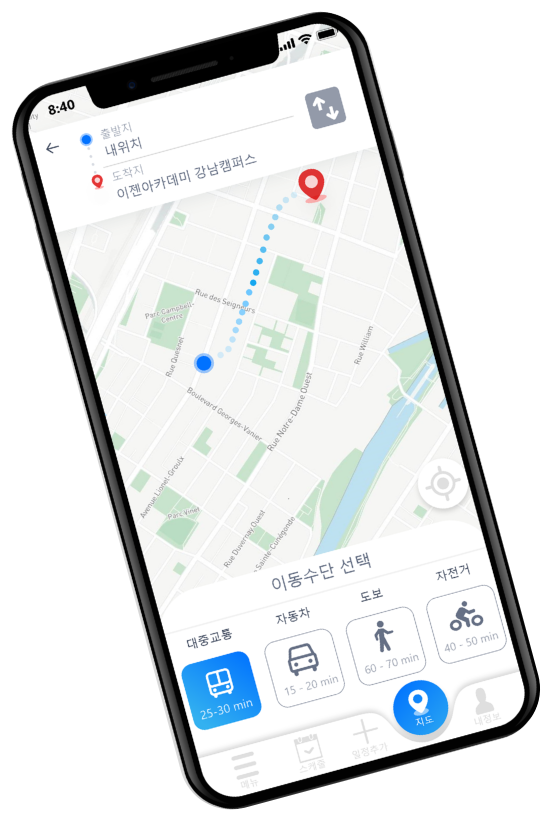 8:40
출발지
내위치
도착지
이젠아카데미 강남캠퍼스
Rue des Seigneurs
Parc Campbell-
Centre
Rue Quesnel
Rue William
Boulevard Georges-Vanier
Rue Notre-Dame Ouest
Avenue Lionel-Groulx
Parc Vinet
Rue Duvernay Ouest
Sainte-Cunégonde
이동수단 선택
대중교통
자동차
도보
자전거
25-30 min
15 - 20 min
60 - 70 min
40 - 50 min
메뉴
스케줄
일정추가
지도
내정보